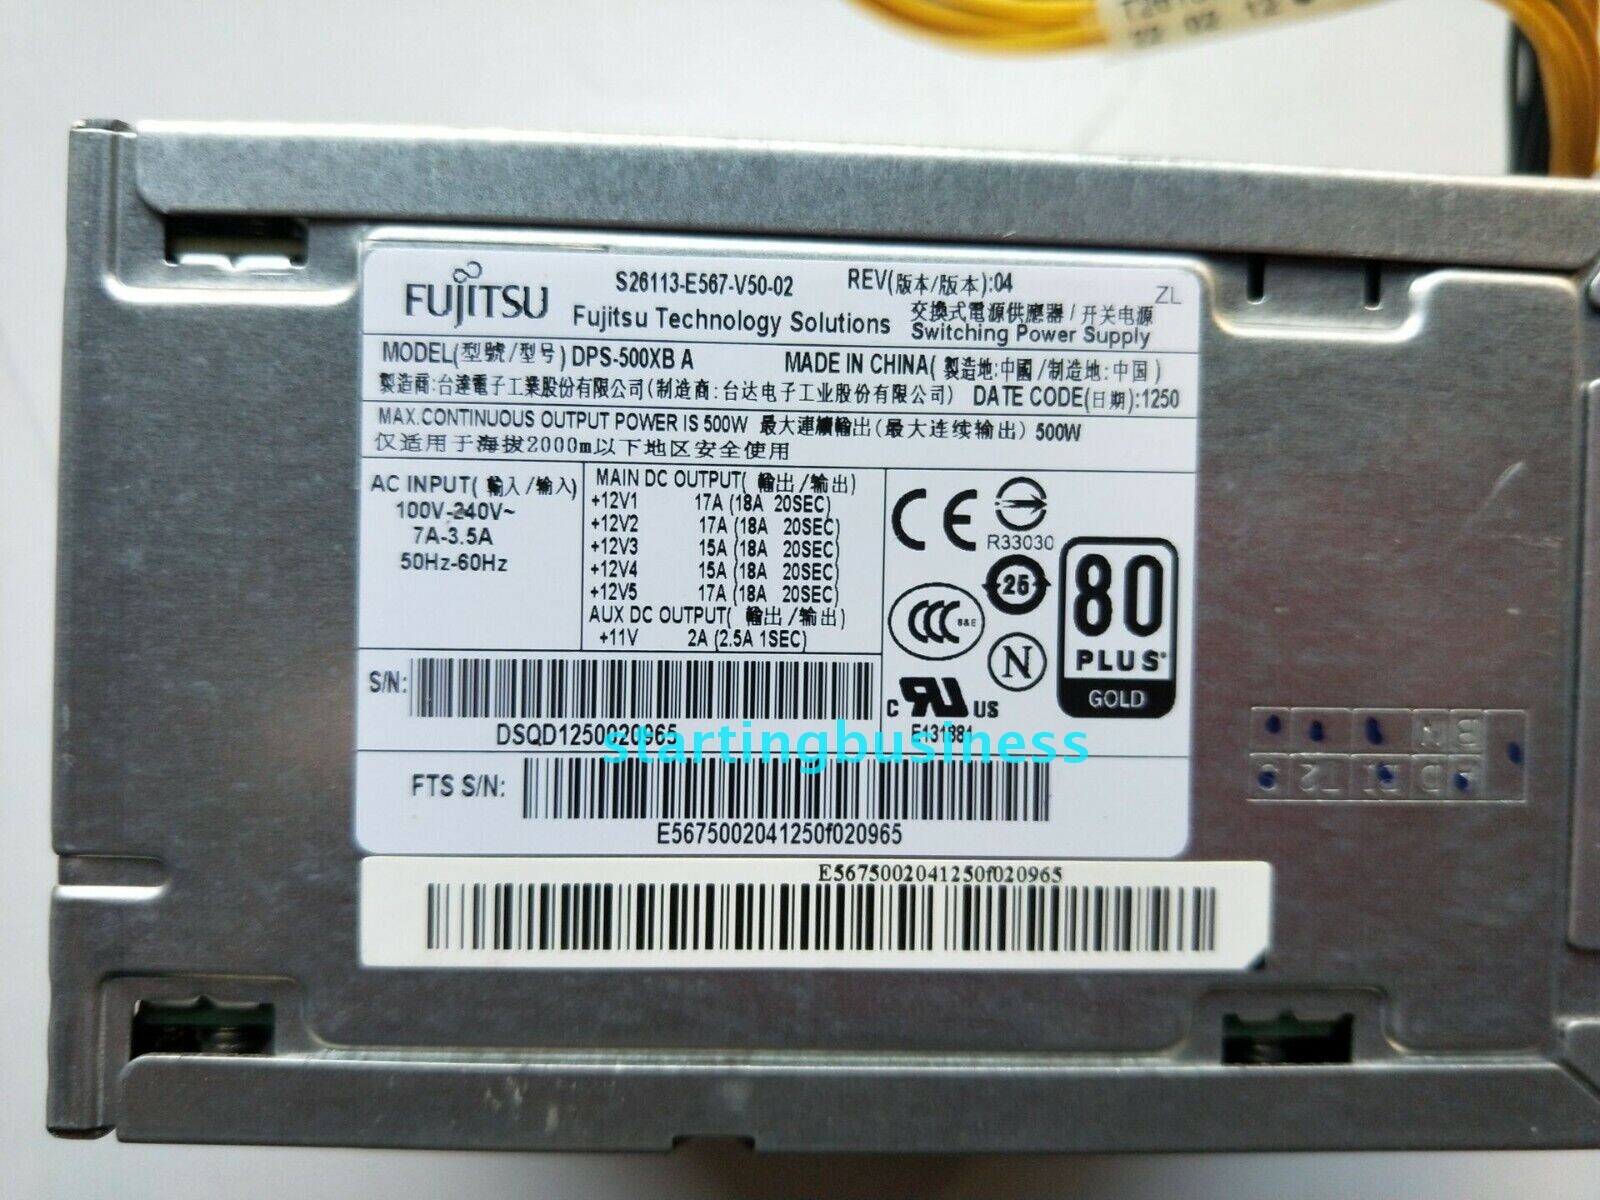 FUJITSU
S26113-E567-V50-02
REV(版本/版本):04
ZL
Fujitsu Technology Solutions
交換式電源供應器/开关电源
Switching Power Supply
MODEL(型號/型号) DPS-500XB A
MADE IN CHINA(製造地:中國/制造地:中国)
製造商:台達電子工業股份有限公司(制造商:台达电子工业股份有限公司)
DATE CODE(日期):1250
MAX.CONTINUOUS OUTPUT POWER IS 500W 最大連續輸出(最大连续输出) 500W
仅适用于海拔2000m以下地区安全使用
AC INPUT(輸入/输入)
100V-240V~
7A-3.5A
50Hz-60Hz
MAIN DC OUTPUT(輸出/输出)
+12V1 17A (18A 20SEC)
+12V2 17A (18A 20SEC)
+12V3 15A (18A 20SEC)
+12V4 15A (18A 20SEC)
+12V5 17A (18A 20SEC)
AUX DC OUTPUT(輸出/输出)
+11V 2A (2.5A 1SEC)
CE
R33030
25
CCC S&E
N
80
PLUS®
GOLD
C RU US
E131881
S/N:
DSQD1250020965
startingbusiness
FTS S/N:
E5675002041250f020965
E5675002041250f020965